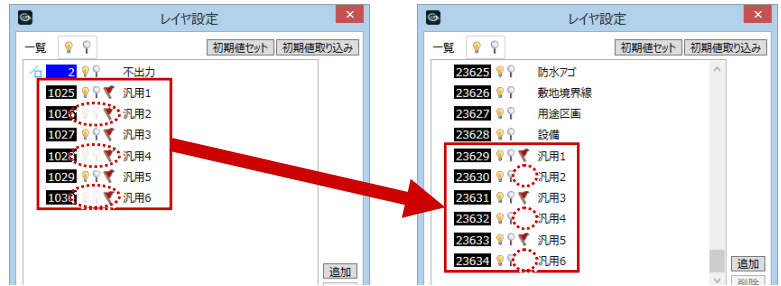 レイヤ設定
一覧
初期値セット 初期値取り込み
2 不出力
1025 汎用1
1026 汎用2
1027 汎用3
1028 汎用4
1029 汎用5
1030 汎用6
追加
レイヤ設定
一覧
初期値セット 初期値取り込み
23625 防水アゴ
23626 敷地境界線
23627 用途区画
23628 設備
23629 汎用1
23630 汎用2
23631 汎用3
23632 汎用4
23633 汎用5
23634 汎用6
追加
削除